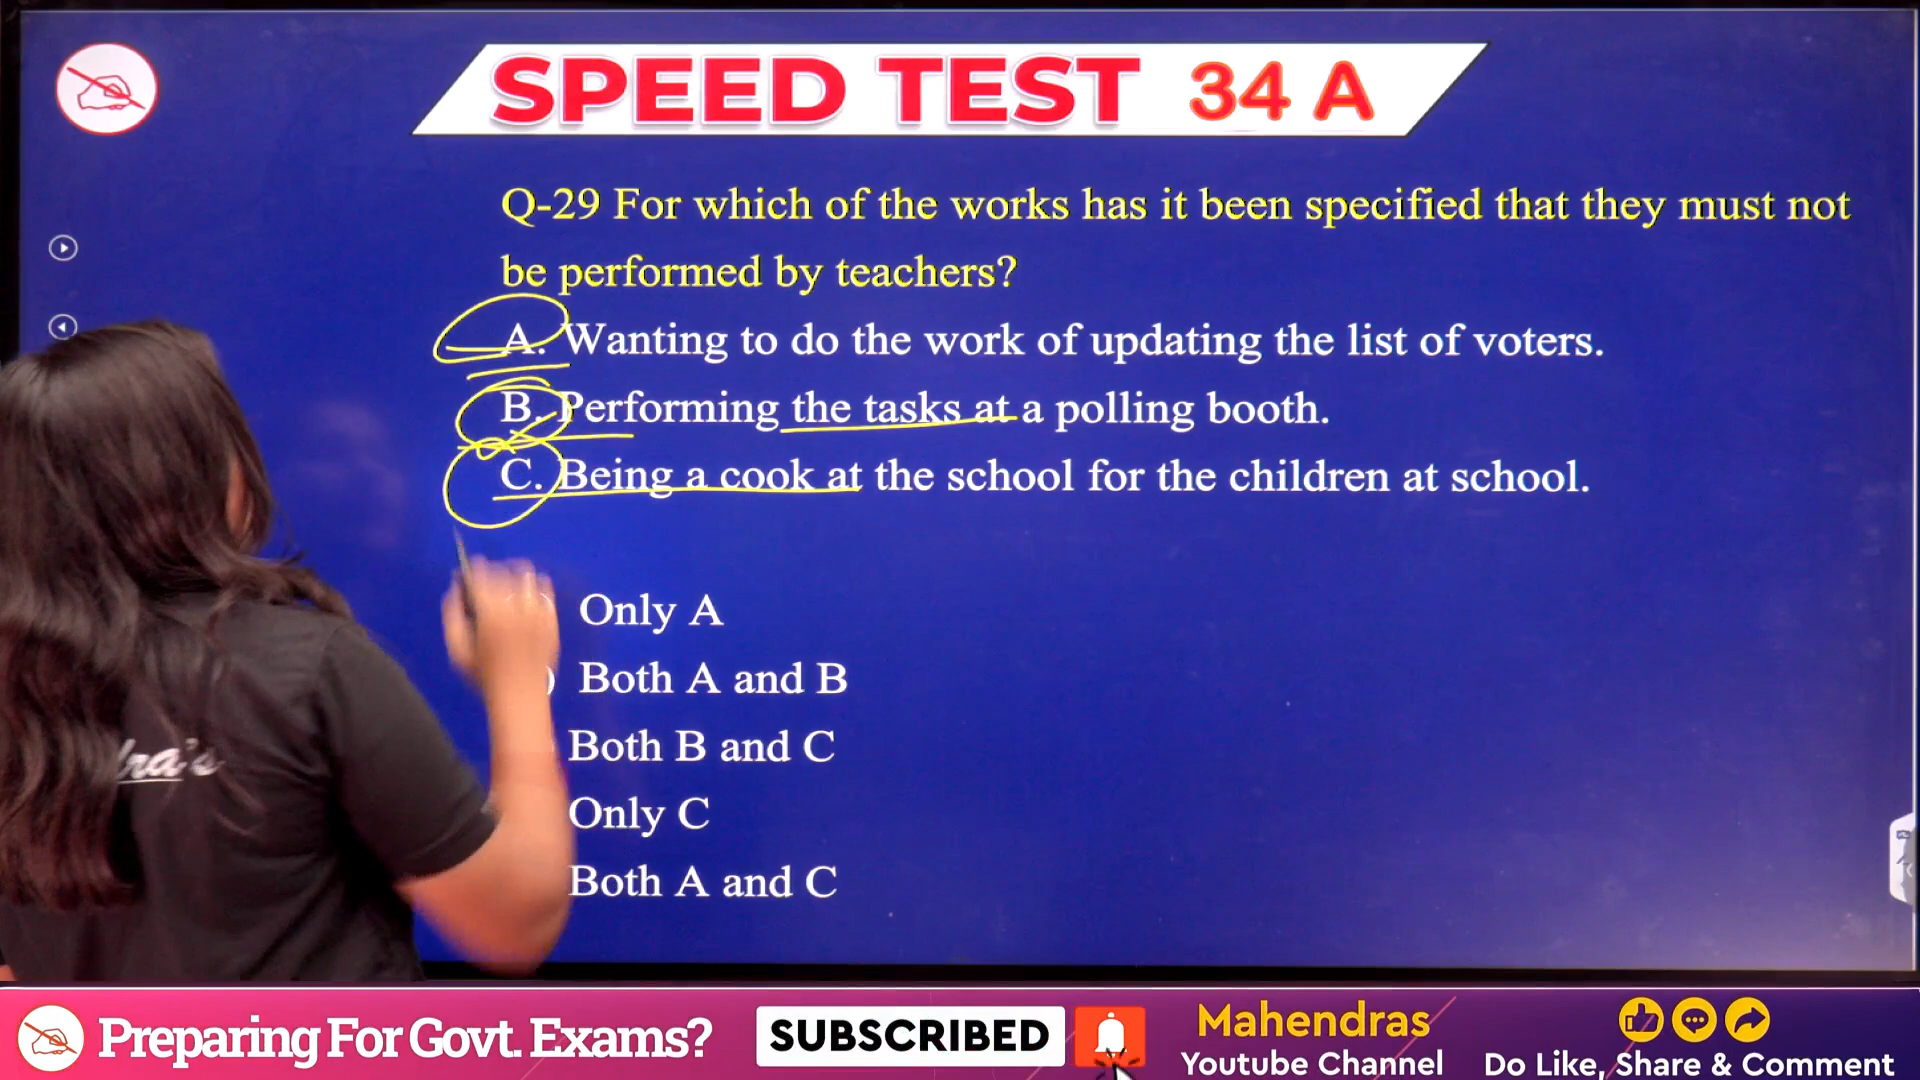 SPEED TEST 34 A
Q-29 For which of the works has it been specified that they must not
be performed by teachers?
A. Wanting to do the work of updating the list of voters.
B. Performing the tasks at a polling booth.
C. Being a cook at the school for the children at school.
Only A
) Both A and B
Both B and C
Only C
Both A and C
dra's
Preparing For Govt. Exams?
SUBSCRIBED
Mahendras
Youtube Channel
Do Like, Share & Comment